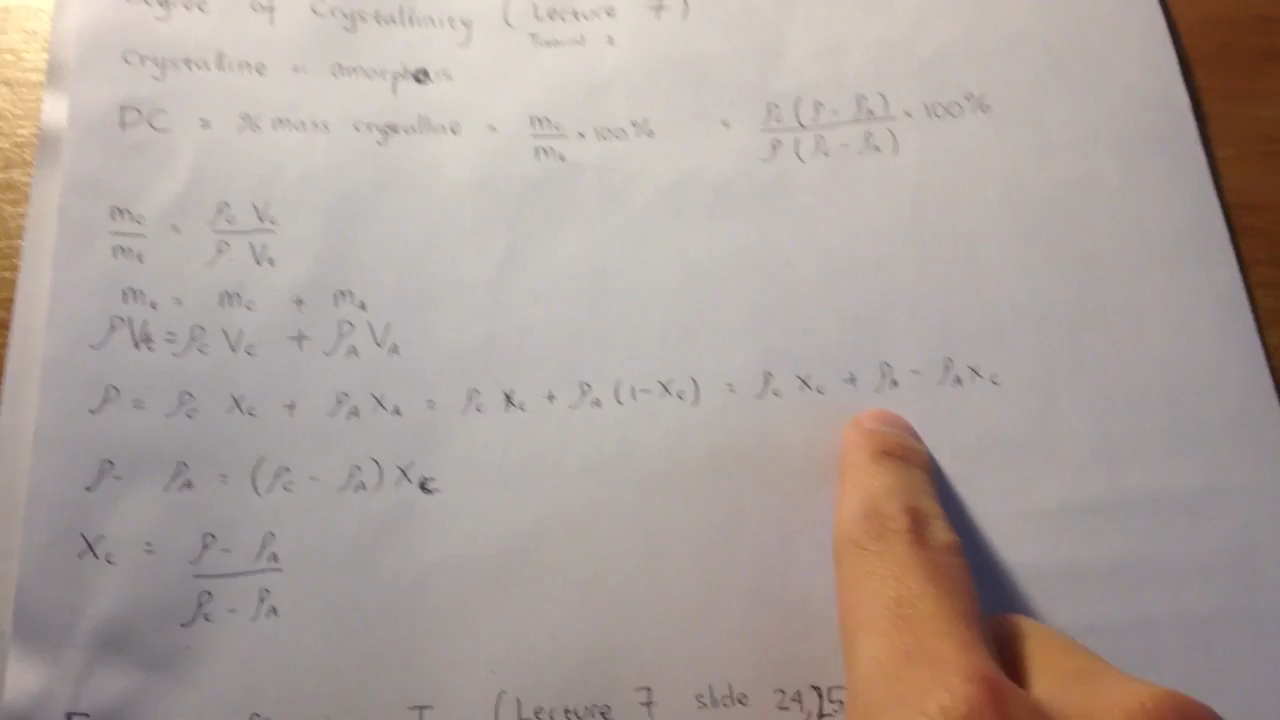 Degree of Crystallinity (Lecture 7)
Tutorial 2
Crystalline + amorphous
DC = % mass crystalline = m_c/m_t × 100% = ρ_c(ρ - ρ_A)/ρ(ρ_c - ρ_A) × 100%
m_c/m_t = ρ_c V_c/ρ V_t
m_t = m_c + m_A
ρV_t = ρ_c V_c + ρ_A V_A
ρ = ρ_c X_c + ρ_A X_A = ρ_c X_c + ρ_A (1-X_c) = ρ_c X_c + ρ_A - ρ_A X_c
ρ - ρ_A = (ρ_c - ρ_A) X_c
X_c = ρ - ρ_A/ρ_c - ρ_A
(Lecture 7 slide 24,25